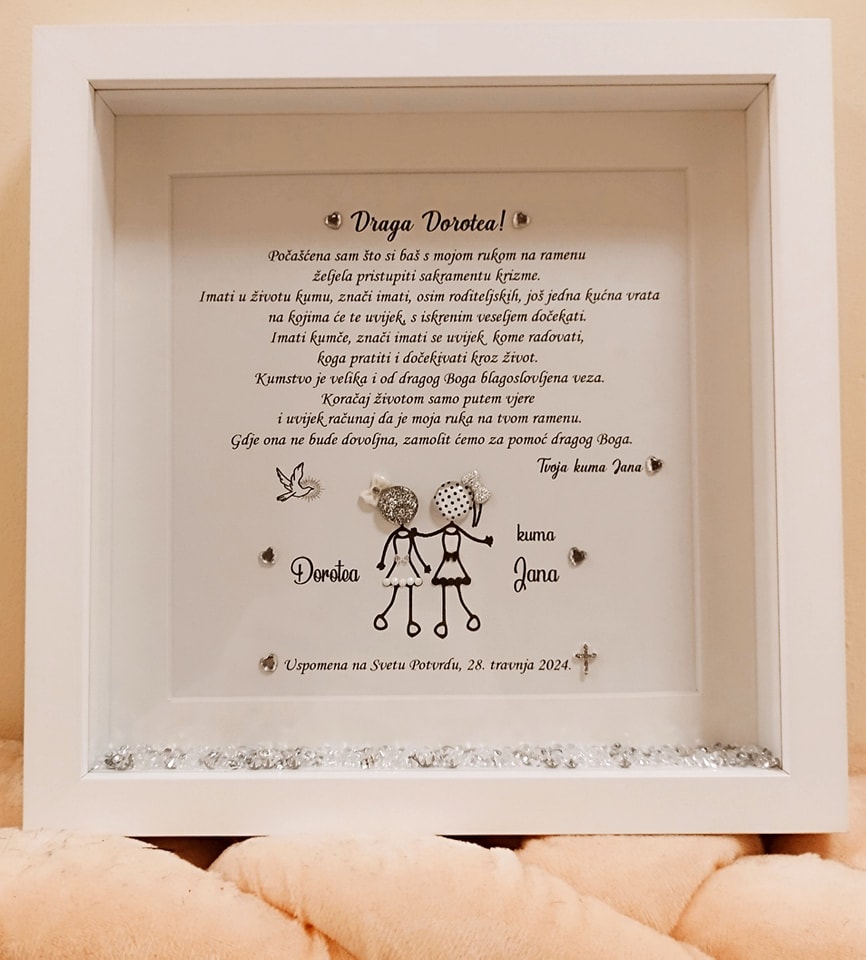 Draga Dorotea!
Počašćena sam što si baš s mojom rukom na ramenu
željela pristupiti sakramentu krizme.
Imati u životu kumu, znači imati, osim roditeljskih, još jedna kućna vrata
na kojima će te uvijek, s iskrenim veseljem dočekati.
Imati kumče, znači imati se uvijek kome radovati,
koga pratiti i dočekivati kroz život.
Kumstvo je velika i od dragog Boga blagoslovljena veza.
Koračaj životom samo putem vjere
i uvijek računaj da je moja ruka na tvom ramenu.
Gdje ona ne bude dovoljna, zamolit ćemo za pomoć dragog Boga.
Tvoja kuma Jana
Dorotea
kuma
Jana
Uspomena na Svetu Potvrdu, 28. travnja 2024.